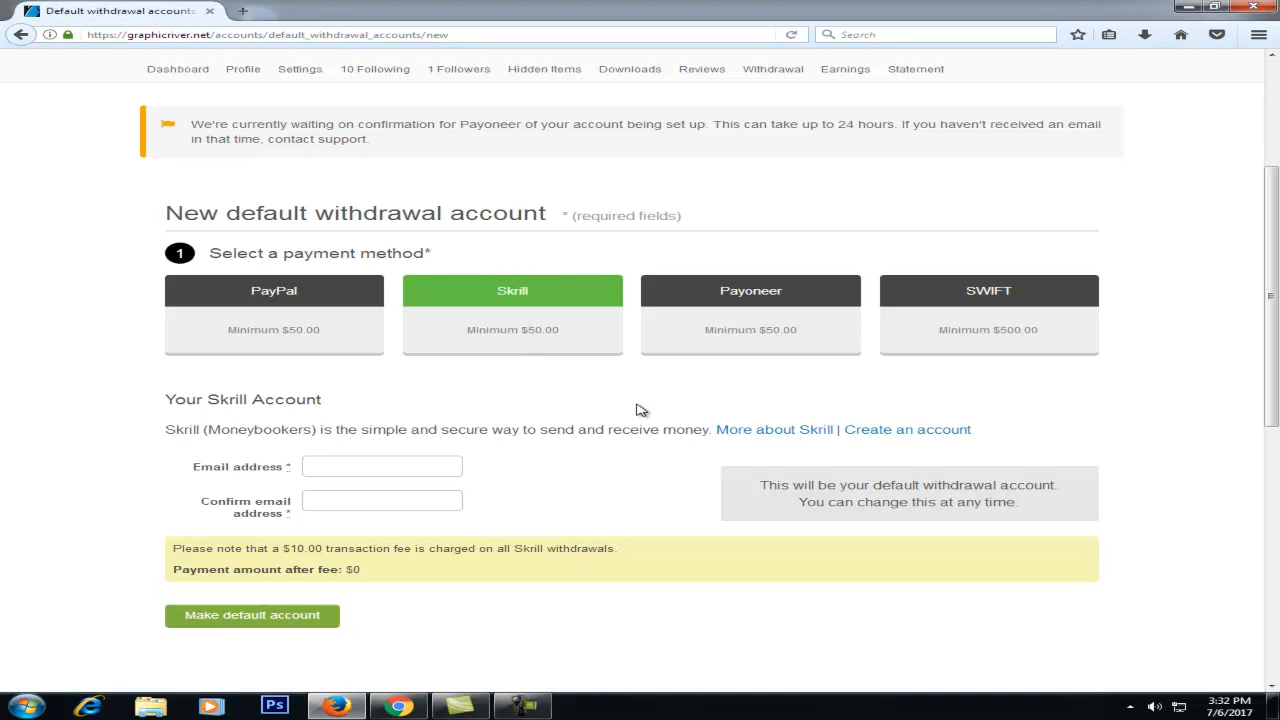 Default withdrawal accounts
https://graphicriver.net/accounts/default_withdrawal_accounts/new
Search
Dashboard Profile Settings 10 Following 1 Followers Hidden Items Downloads Reviews Withdrawal Earnings Statement
We're currently waiting on confirmation for Payoneer of your account being set up. This can take up to 24 hours. If you haven't received an email
in that time, contact support.
New default withdrawal account * (required fields)
1 Select a payment method*
PayPal Skrill Payoneer SWIFT
Minimum $50.00 Minimum $50.00 Minimum $50.00 Minimum $500.00
Your Skrill Account
Skrill (Moneybookers) is the simple and secure way to send and receive money. More about Skrill | Create an account
Email address *
Confirm email
address *
This will be your default withdrawal account.
You can change this at any time.
Please note that a $10.00 transaction fee is charged on all Skrill withdrawals.
Payment amount after fee: $0
Make default account
Ps
3:32 PM
7/6/2017